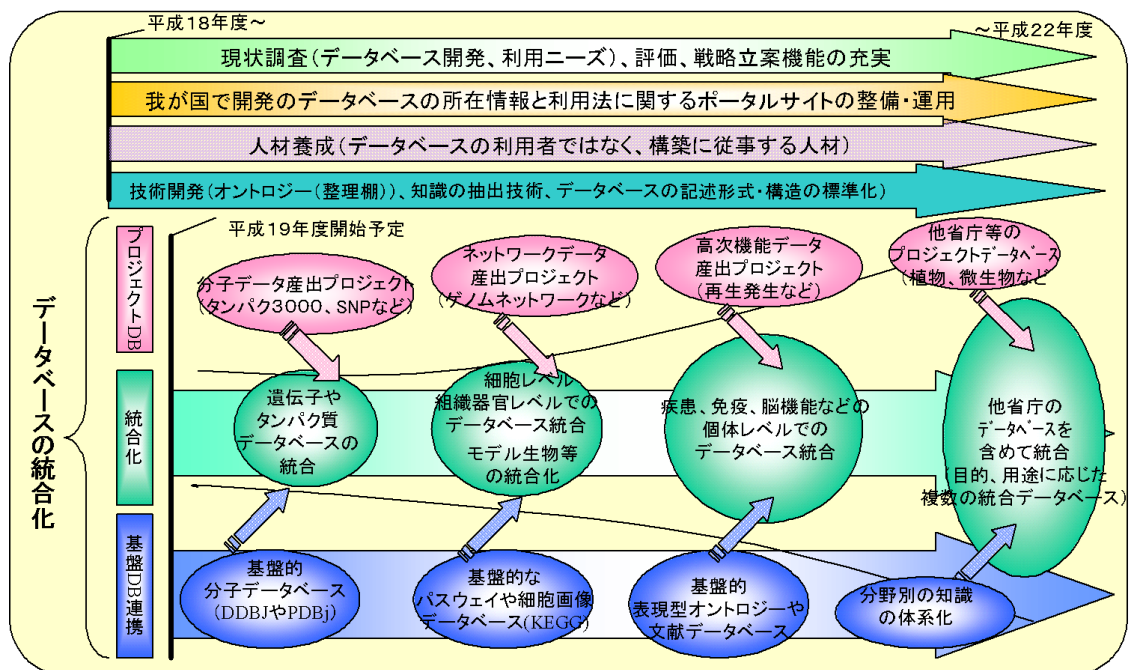 平成18年度~
~平成22年度
現状調査(データベース開発、利用ニーズ)、評価、戦略立案機能の充実
我が国で開発のデータベースの所在情報と利用法に関するポータルサイトの整備・運用
人材養成(データベースの利用者ではなく、構築に従事する人材)
技術開発(オントロジー(整理棚))、知識の抽出技術、データベースの記述形式・構造の標準化)
平成19年度開始予定
データベースの統合化
プロジェクトDB
分子データ産出プロジェクト
(タンパク3000、SNPなど)
ネットワークデータ
産出プロジェクト
(ゲノムネットワークなど)
高次機能データ
産出プロジェクト
(再生発生など)
他省庁等の
プロジェクトデータベース
(植物、微生物など
統合化
遺伝子や
タンパク質
データベースの
統合
細胞レベル
組織器官レベルでの
データベース統合
モデル生物等
の統合化
疾患、免疫、脳機能などの
個体レベルでの
データベース統合
他省庁の
データベースを
含めて統合
(目的、用途に応じた
複数の統合データベース)
基盤DB連携
基盤的
分子データベース
(DDBJやPDBj)
基盤的な
パスウェイや細胞画像
データベース(KEGG)
基盤的
表現型オントロジーや
文献データベース
分野別の知識
の体系化